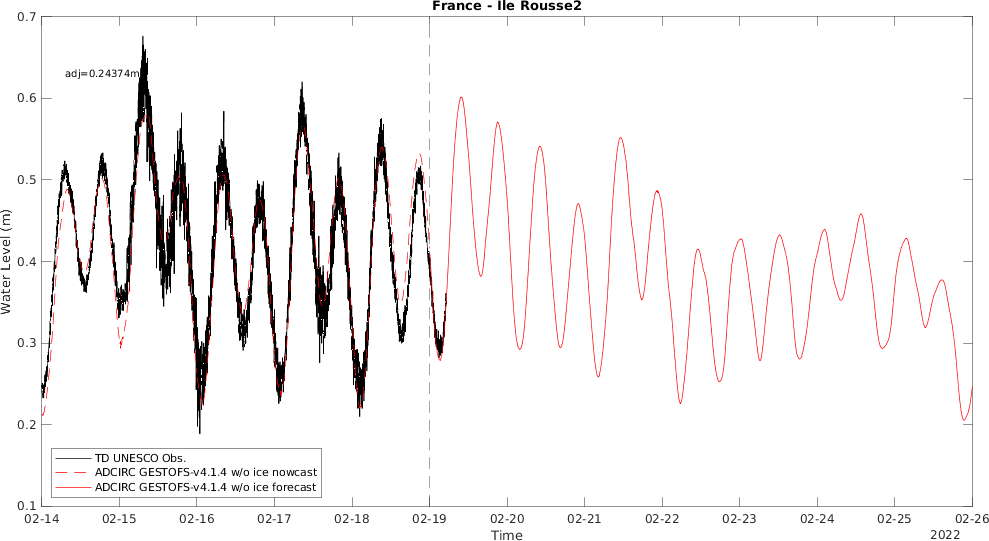 France - Ile Rousse2
0.7
0.6
0.5
0.4
0.3
0.2
0.1
Water Level (m)
adj=0.24374m
TD UNESCO Obs.
ADCIRC GESTOFS-v4.1.4 w/o ice nowcast
ADCIRC GESTOFS-v4.1.4 w/o ice forecast
02-14 02-15 02-16 02-17 02-18 02-19 02-20 02-21 02-22 02-23 02-24 02-25 02-26
Time
2022